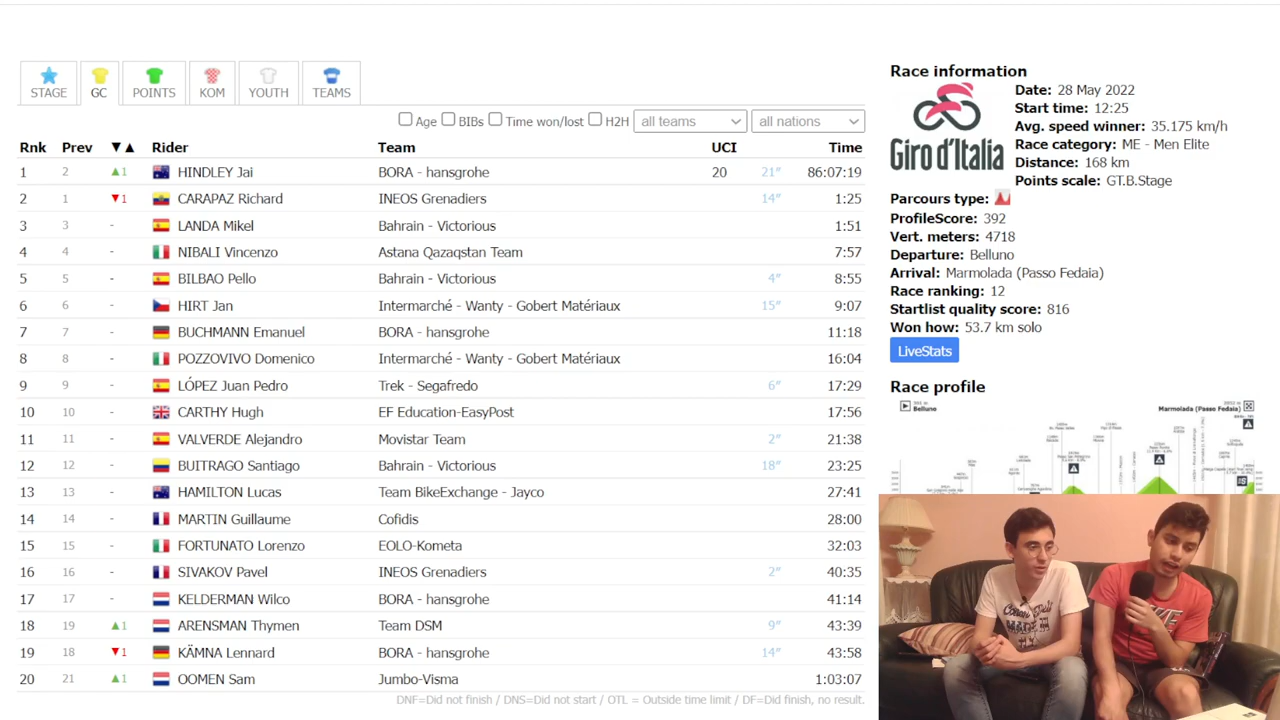 STAGE GC POINTS KOM YOUTH TEAMS
Age BIBs Time won/lost H2H all teams all nations
Rnk Prev ▼▲ Rider Team UCI Time
1 2 ▲1 HINDLEY Jai BORA - hansgrohe 20 21″ 86:07:19
2 1 ▼1 CARAPAZ Richard INEOS Grenadiers 14″ 1:25
3 3 - LANDA Mikel Bahrain - Victorious 1:51
4 4 - NIBALI Vincenzo Astana Qazaqstan Team 7:57
5 5 - BILBAO Pello Bahrain - Victorious 4″ 8:55
6 6 - HIRT Jan Intermarché - Wanty - Gobert Matériaux 15″ 9:07
7 7 - BUCHMANN Emanuel BORA - hansgrohe 11:18
8 8 - POZZOVIVO Domenico Intermarché - Wanty - Gobert Matériaux 16:04
9 9 - LÓPEZ Juan Pedro Trek - Segafredo 6″ 17:29
10 10 - CARTHY Hugh EF Education-EasyPost 17:56
11 11 - VALVERDE Alejandro Movistar Team 2″ 21:38
12 12 - BUITRAGO Santiago Bahrain - Victorious 18″ 23:25
13 13 - HAMILTON Lucas Team BikeExchange - Jayco 27:41
14 14 - MARTIN Guillaume Cofidis 28:00
15 15 - FORTUNATO Lorenzo EOLO-Kometa 32:03
16 16 - SIVAKOV Pavel INEOS Grenadiers 2″ 40:35
17 17 - KELDERMAN Wilco BORA - hansgrohe 41:14
18 19 ▲1 ARENSMAN Thymen Team DSM 9″ 43:39
19 18 ▼1 KÄMNA Lennard BORA - hansgrohe 14″ 43:58
20 21 ▲1 OOMEN Sam Jumbo-Visma 1:03:07
DNF=Did not finish / DNS=Did not start / OTL = Outside time limit / DF=Did finish, no result.
Race information
Giro d'Italia
Date: 28 May 2022
Start time: 12:25
Avg. speed winner: 35.175 km/h
Race category: ME - Men Elite
Distance: 168 km
Points scale: GT.B.Stage
Parcours type:
ProfileScore: 392
Vert. meters: 4718
Departure: Belluno
Arrival: Marmolada (Passo Fedaia)
Race ranking: 12
Startlist quality score: 816
Won how: 53.7 km solo
LiveStats
Race profile
Belluno
Marmolada (Passo Fedaia)